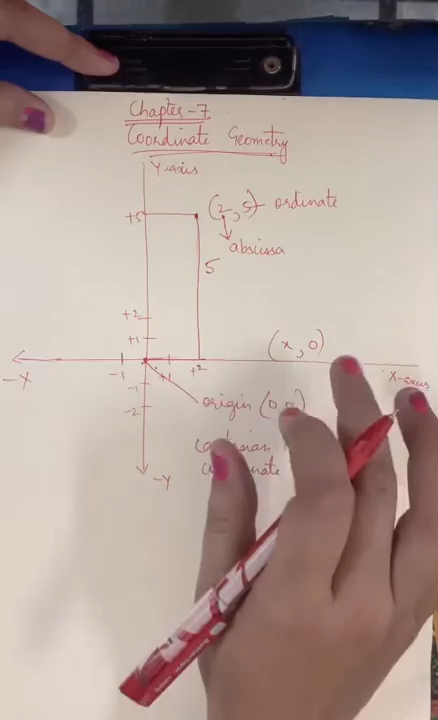 Chapter-7
Coordinate Geometry
Y-axis
+5
(2,5) - ordinate
abscissa
5
+2
+1
(x,0)
-X
-1
+1
+2
X-axis
-1
-2
origin (0,0)
-Y